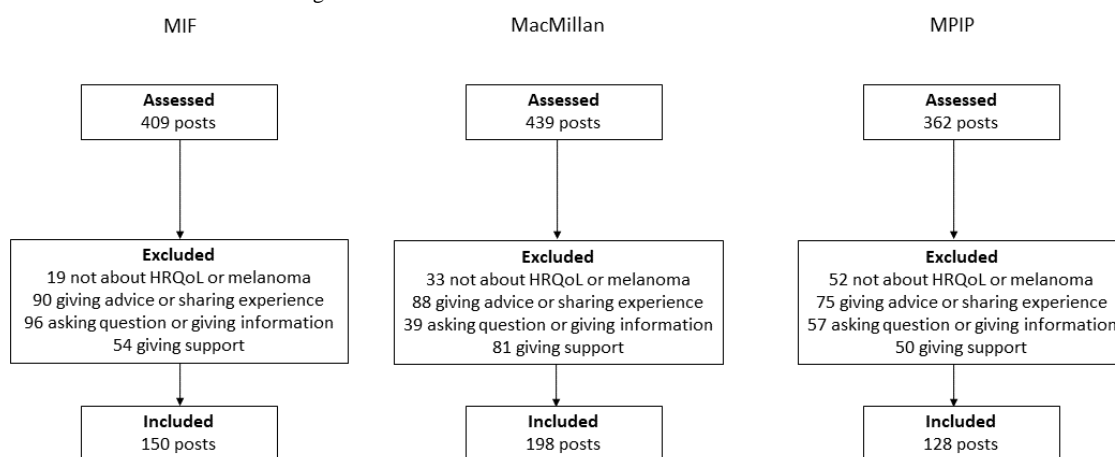 MIF
MacMillan
MPIP
Assessed
409 posts
Assessed
439 posts
Assessed
362 posts
Excluded
19 not about HRQoL or melanoma
90 giving advice or sharing experience
96 asking question or giving information
54 giving support
Excluded
33 not about HRQoL or melanoma
88 giving advice or sharing experience
39 asking question or giving information
81 giving support
Excluded
52 not about HRQoL or melanoma
75 giving advice or sharing experience
57 asking question or giving information
50 giving support
Included
150 posts
Included
198 posts
Included
128 posts